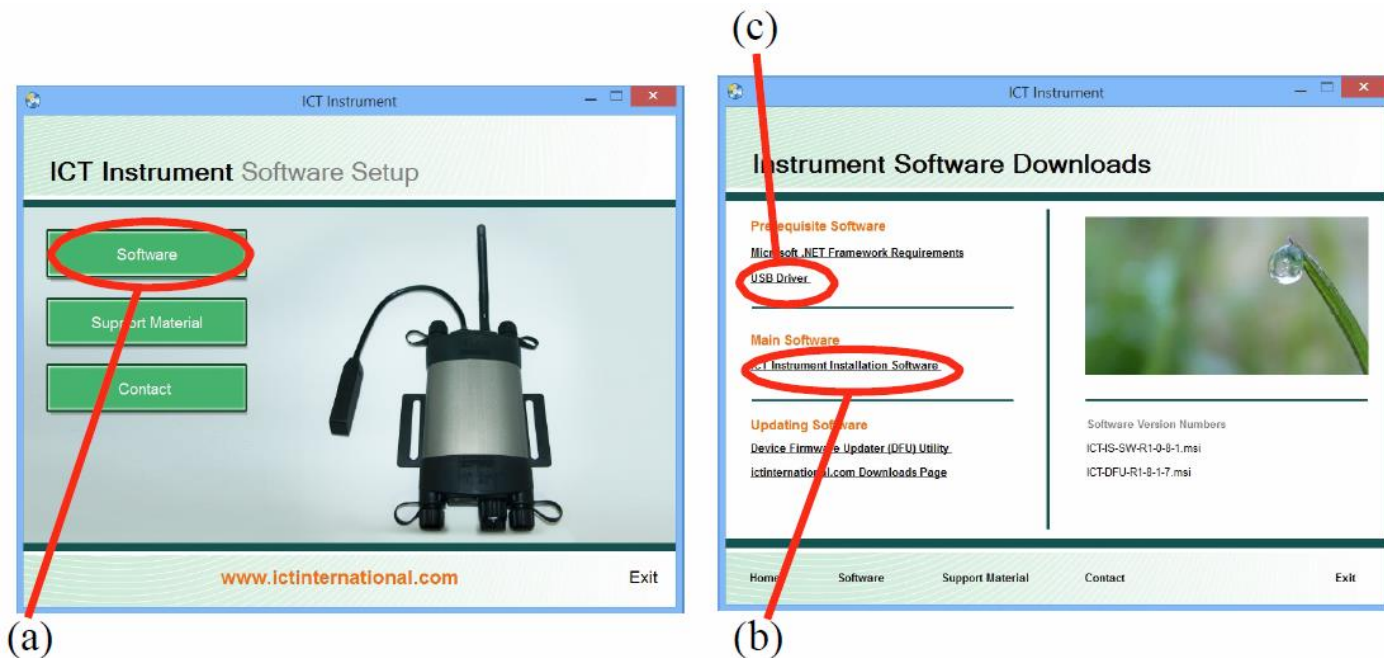 (c)
ICT Instrument
ICT Instrument Software Setup
Software
Support Material
Contact
www.ictinternational.com
Exit
(a)
ICT Instrument
Instrument Software Downloads
Prerequisite Software
Microsoft .NET Framework Requirements
USB Driver
Main Software
ICT Instrument Installation Software
Updating Software
Device Firmware Updater (DFU) Utility
ictinternational.com Downloads Page
Software Version Numbers
ICT-IS-SW-R1-0-8-1.msi
ICT-DFU-R1-8-1-7.msi
Home Software Support Material Contact Exit
(b)